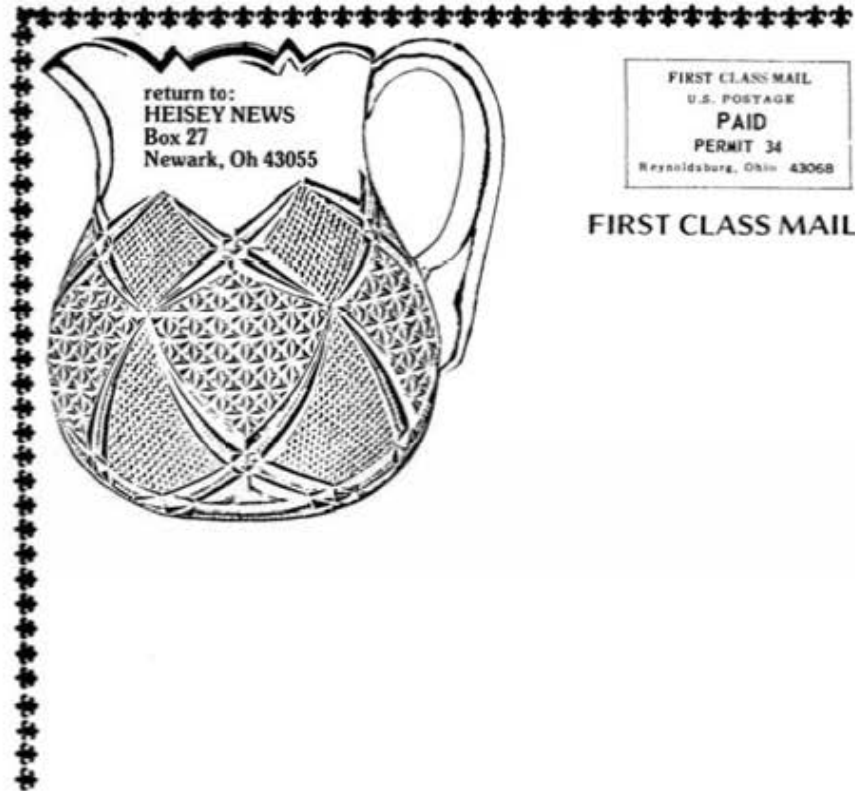 return to:
HEISEY NEWS
Box 27
Newark, Oh 43055
FIRST CLASS MAIL
U.S. POSTAGE
PAID
PERMIT 34
Reynoldsburg, Ohio 43068
FIRST CLASS MAIL